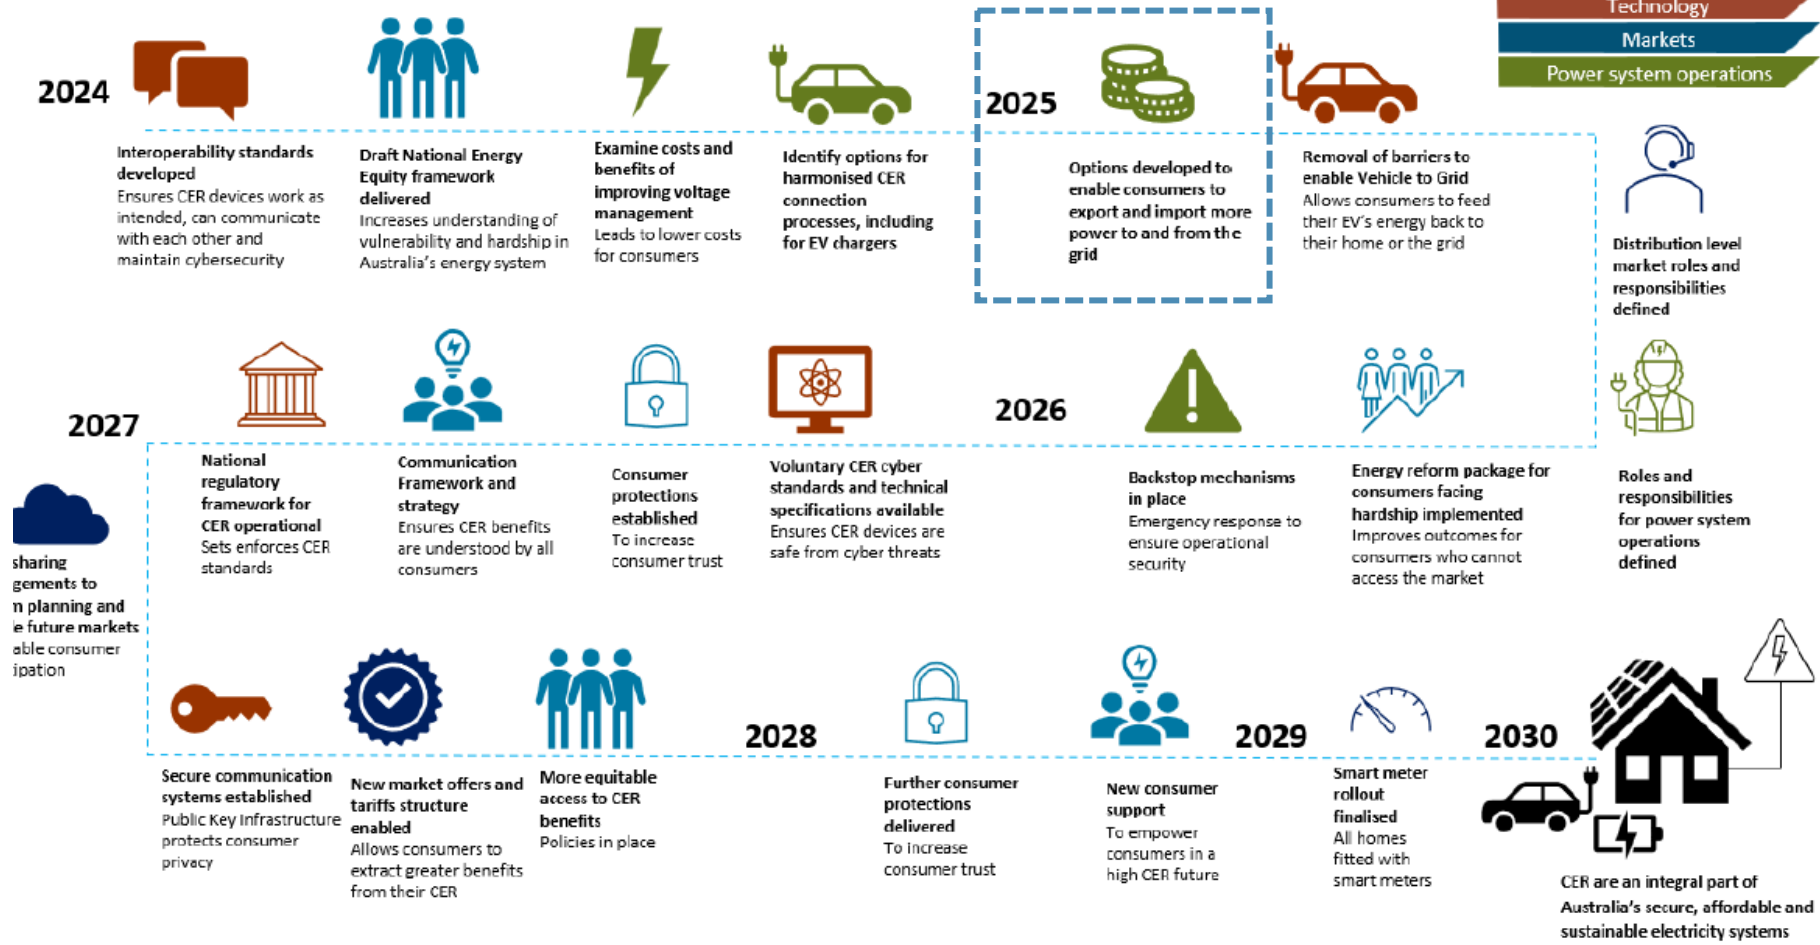 Technology
Markets
Power system operations
2024
Interoperability standards
developed
Ensures CER devices work as
intended, can communicate
with each other and
maintain cybersecurity
Draft National Energy
Equity framework
delivered
Increases understanding of
vulnerability and hardship in
Australia's energy system
Examine costs and
benefits of
improving voltage
management
Leads to lower costs
for consumers
Identify options for
harmonised CER
connection
processes, including
for EV chargers
2025
Options developed to
enable consumers to
export and import more
power to and from the
grid
Removal of barriers to
enable Vehicle to Grid
Allows consumers to feed
their EV's energy back to
their home or the grid
Distribution level
market roles and
responsibilities
defined
Roles and
responsibilities
for power system
operations
defined
Energy reform package for
consumers facing
hardship implemented
Improves outcomes for
consumers who cannot
access the market
Backstop mechanisms
in place
Emergency response to
ensure operational
security
2026
Voluntary CER cyber
standards and technical
specifications available
Ensures CER devices are
safe from cyber threats
Consumer
protections
established
To increase
consumer trust
Communication
Framework and
strategy
Ensures CER benefits
are understood by all
consumers
National
regulatory
framework for
CER operational
Sets enforces CER
standards
2027
sharing
gements to
n planning and
le future markets
able consumer
ipation
Secure communication
systems established
Public Key Infrastructure
protects consumer
privacy
New market offers and
tariffs structure
enabled
Allows consumers to
extract greater benefits
from their CER
More equitable
access to CER
benefits
Policies in place
2028
Further consumer
protections
delivered
To increase
consumer trust
New consumer
support
To empower
consumers in a
high CER future
2029
Smart meter
rollout
finalised
All homes
fitted with
smart meters
2030
CER are an integral part of
Australia's secure, affordable and
sustainable electricity systems